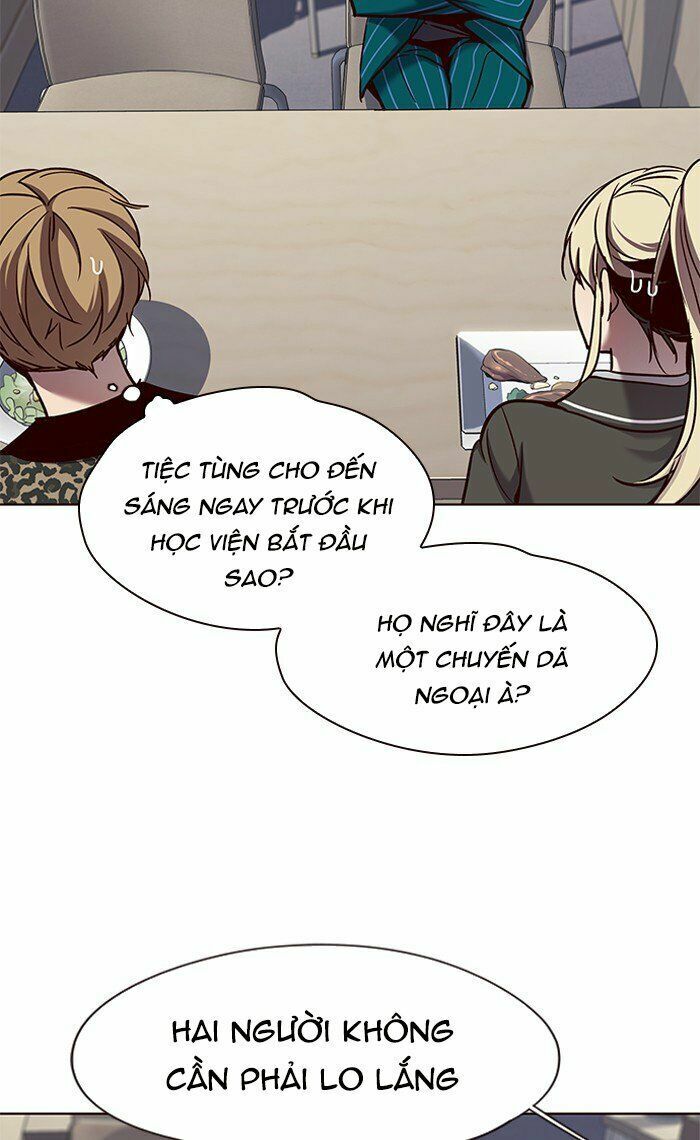 TIỆC TÙNG CHO ĐẾN
SÁNG NGAY TRƯỚC KHI
HỌC VIỆN BẮT ĐẦU
SAO?
HỌ NGHĨ ĐÂY LÀ
MỘT CHUYẾN DÃ
NGOẠI À?
HAI NGƯỜI KHÔNG
CẦN PHẢI LO LẮNG